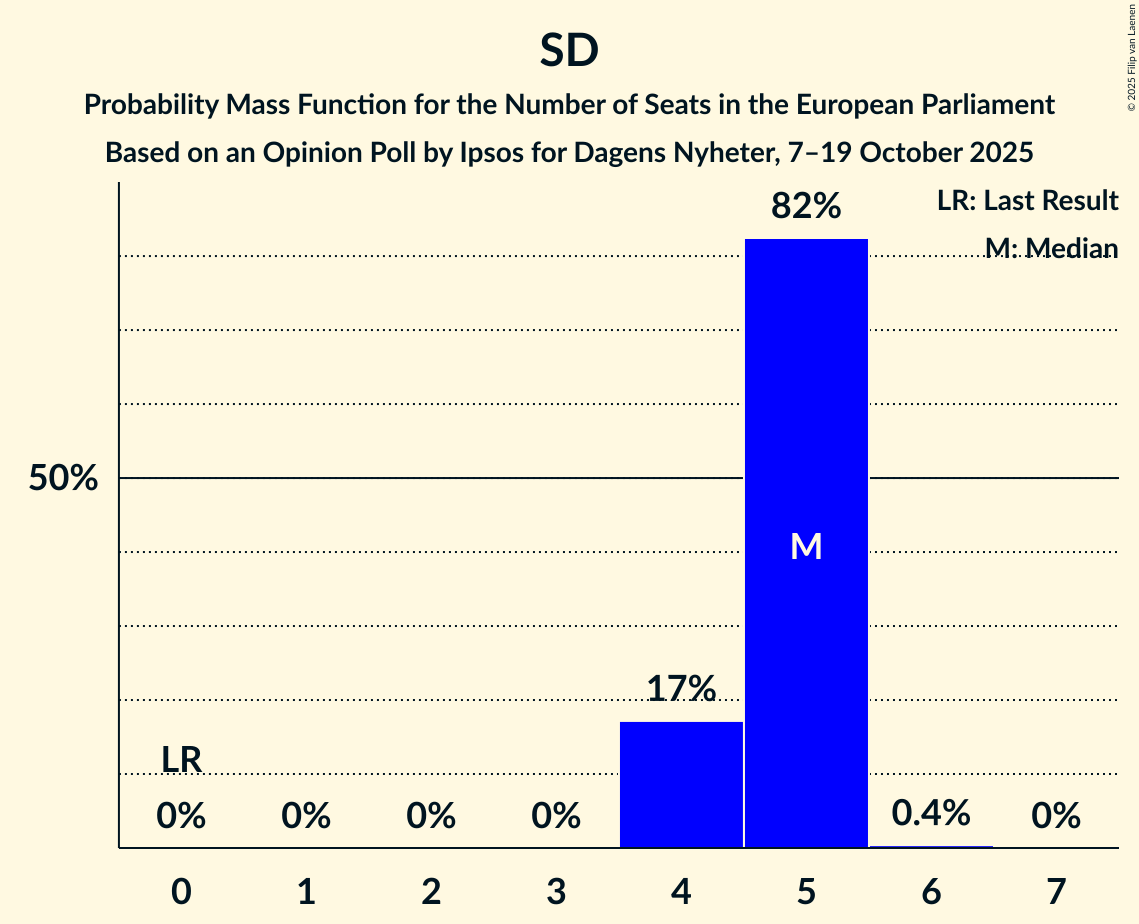 SD
Probability Mass Function for the Number of Seats in the European Parliament
Based on an Opinion Poll by Ipsos for Dagens Nyheter, 7–19 October 2025
© 2025 Filip van Laenen
LR: Last Result
M: Median
82%
50%
M
17%
LR
0%
0%
0%
0%
0.4%
0%
0
1
2
3
4
5
6
7